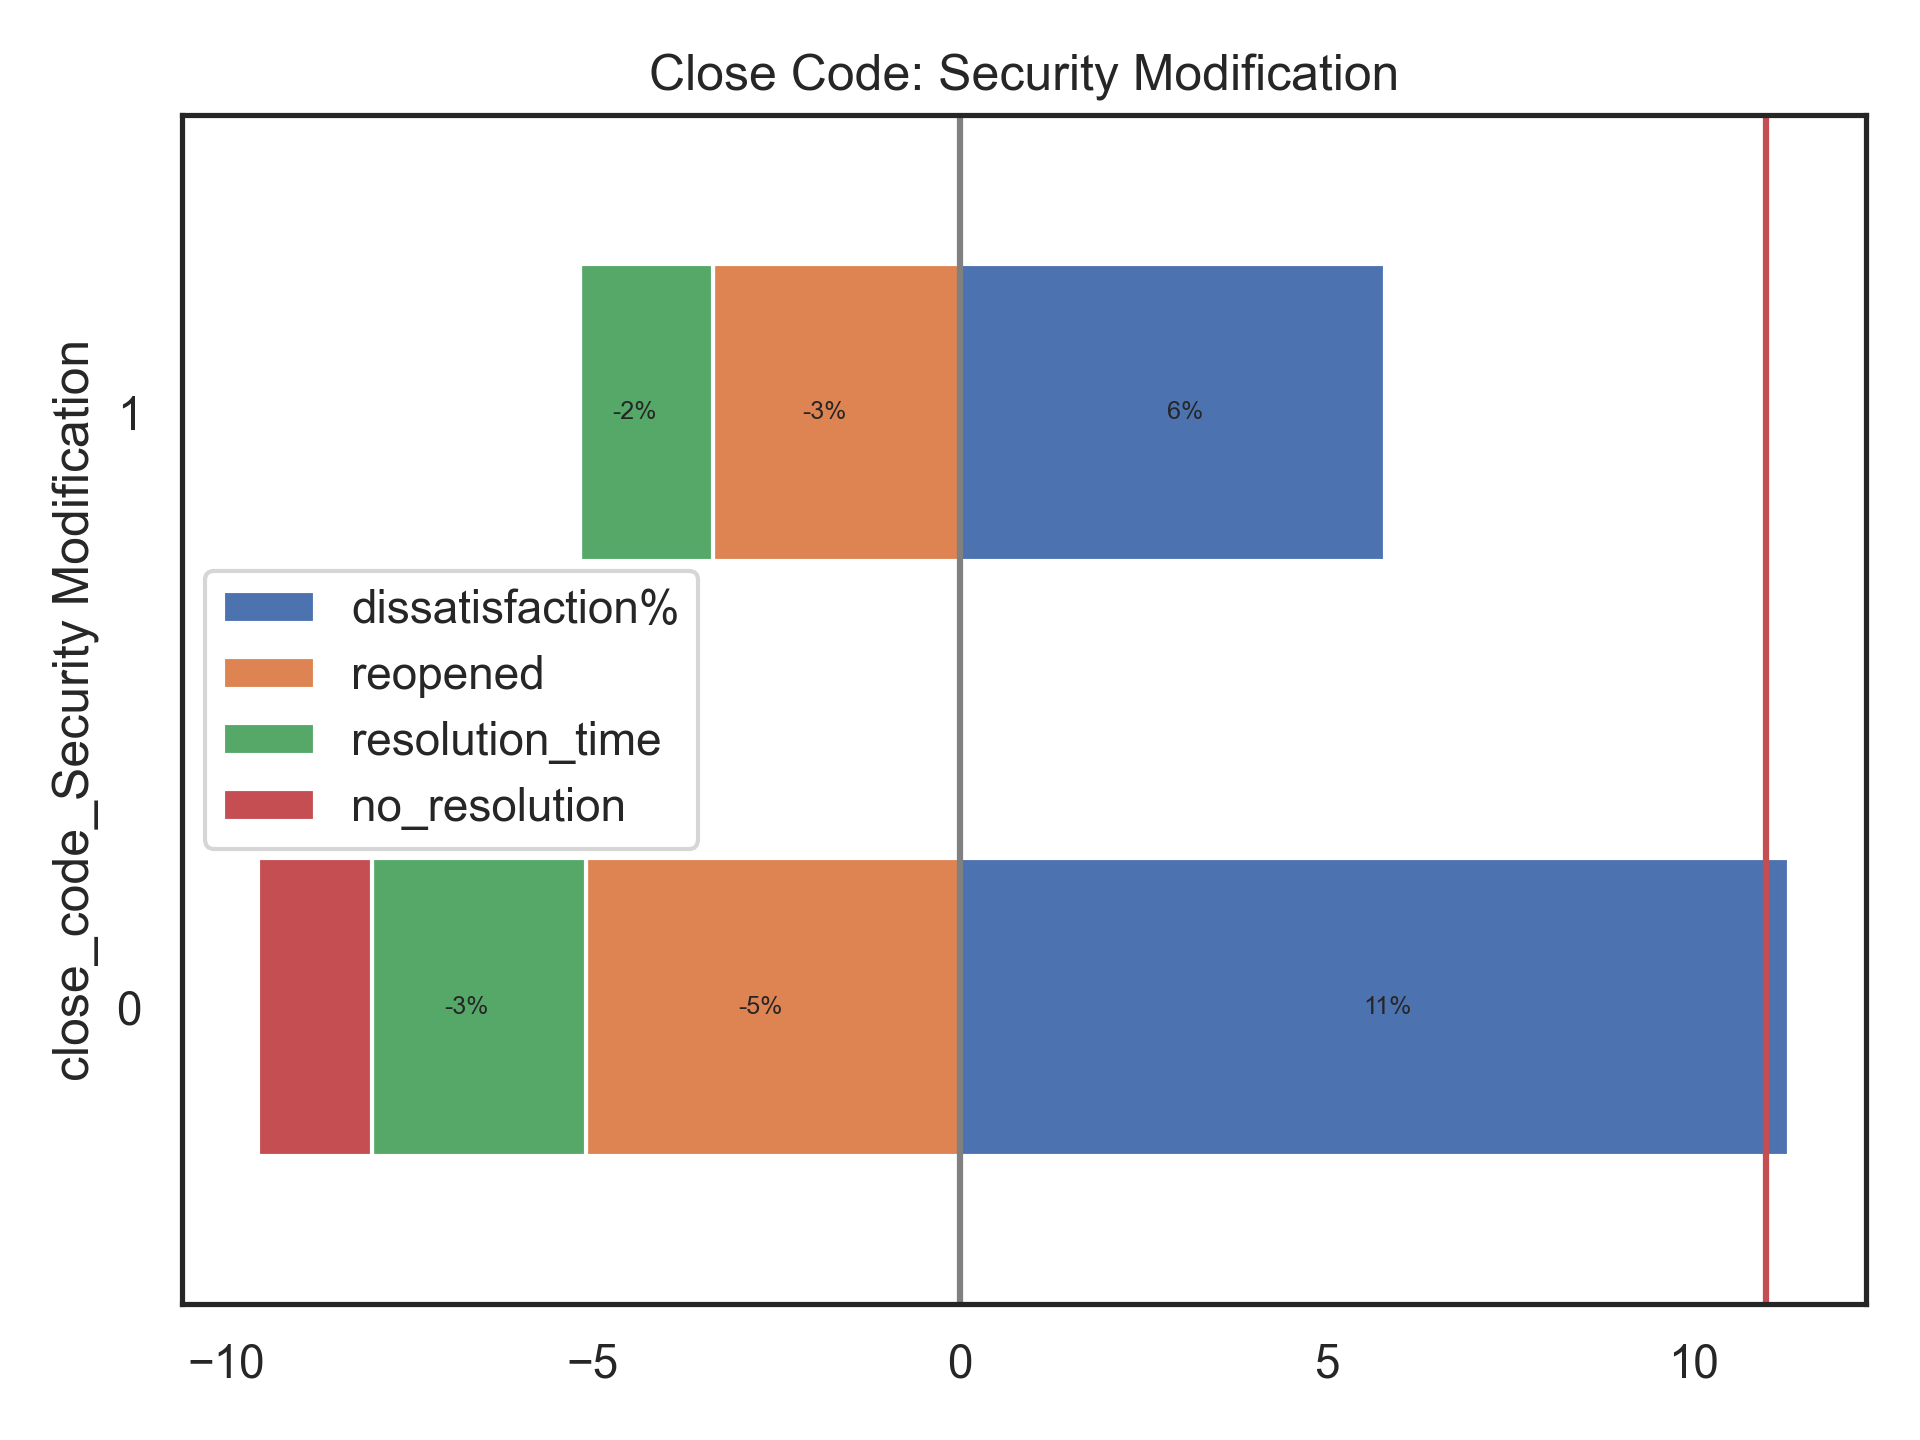 Close Code: Security Modification
close_code_Security Modification
1
-2%
-3%
6%
dissatisfaction%
reopened
resolution_time
no_resolution
0
-3%
-5%
11%
−10
−5
0
5
10